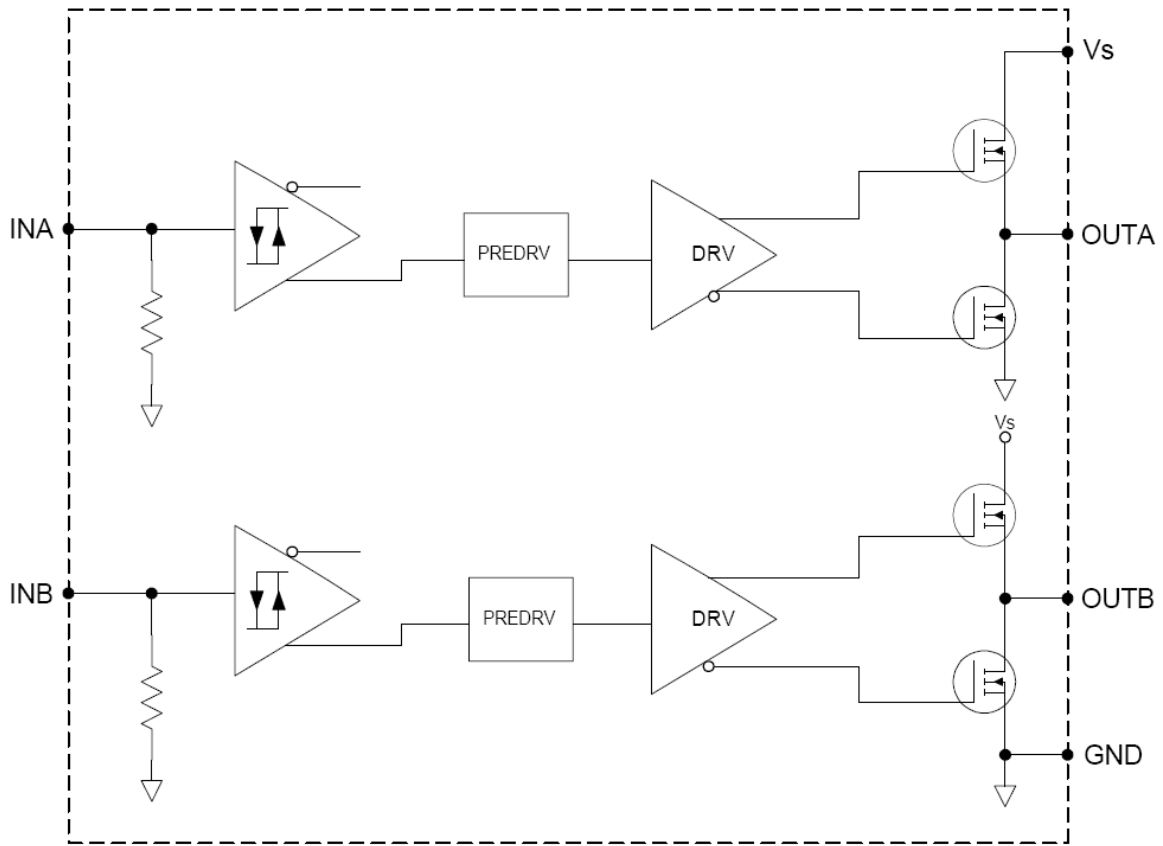 Vs
INA
PREDRV
DRV
OUTA
Vs
INB
PREDRV
DRV
OUTB
GND